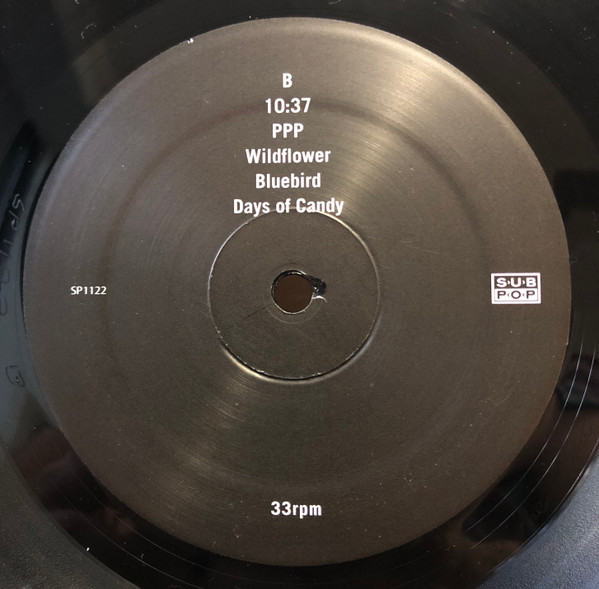 B
10:37
PPP
Wildflower
Bluebird
Days of Candy
SP1122
S·U·B
P·O·P
33rpm